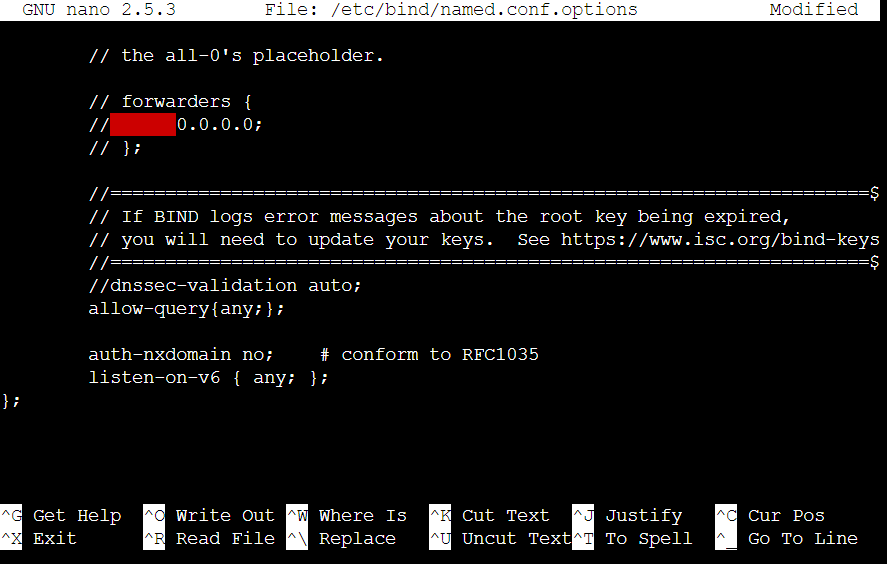 GNU nano 2.5.3        File: /etc/bind/named.conf.options            Modified
        // the all-0's placeholder.
        // forwarders {
        //      0.0.0.0;
        // };
        //=====================================================================$
        // If BIND logs error messages about the root key being expired,
        // you will need to update your keys.  See https://www.isc.org/bind-keys
        //=====================================================================$
        //dnssec-validation auto;
        allow-query{any;};
        auth-nxdomain no;    # conform to RFC1035
        listen-on-v6 { any; };
};
^G Get Help  ^O Write Out ^W Where Is  ^K Cut Text  ^J Justify   ^C Cur Pos
^X Exit      ^R Read File ^\ Replace   ^U Uncut Text^T To Spell  ^_ Go To Line